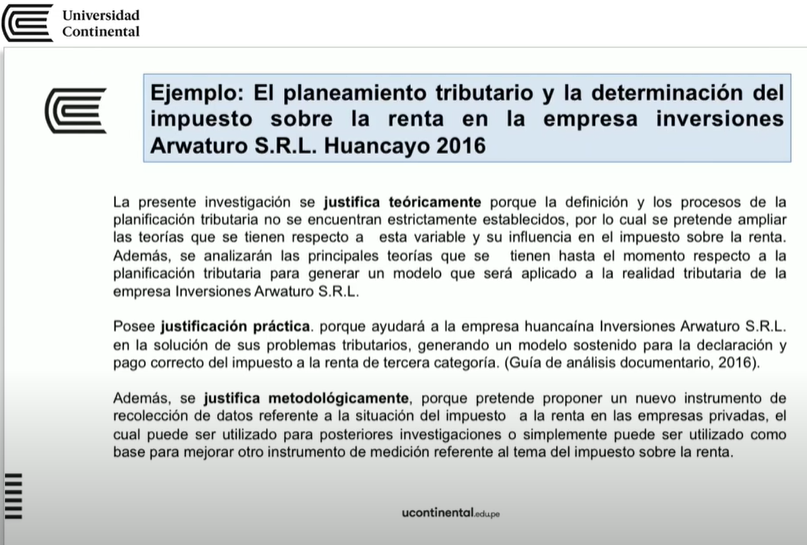 Universidad
Continental
Ejemplo: El planeamiento tributario y la determinación del
impuesto sobre la renta en la empresa inversiones
Arwaturo S.R.L. Huancayo 2016
La presente investigación se justifica teóricamente porque la definición y los procesos de la
planificación tributaria no se encuentran estrictamente establecidos, por lo cual se pretende ampliar
las teorías que se tienen respecto a esta variable y su influencia en el impuesto sobre la renta.
Además, se analizarán las principales teorías que se tienen hasta el momento respecto a la
planificación tributaria para generar un modelo que será aplicado a la realidad tributaria de la
empresa Inversiones Arwaturo S.R.L.
Posee justificación práctica. porque ayudará a la empresa huancaína Inversiones Arwaturo S.R.L.
en la solución de sus problemas tributarios, generando un modelo sostenido para la declaración y
pago correcto del impuesto a la renta de tercera categoría. (Guía de análisis documentario, 2016).
Además, se justifica metodológicamente, porque pretende proponer un nuevo instrumento de
recolección de datos referente a la situación del impuesto a la renta en las empresas privadas, el
cual puede ser utilizado para posteriores investigaciones o simplemente puede ser utilizado como
base para mejorar otro instrumento de medición referente al tema del impuesto sobre la renta.
ucontinental.edu.pe